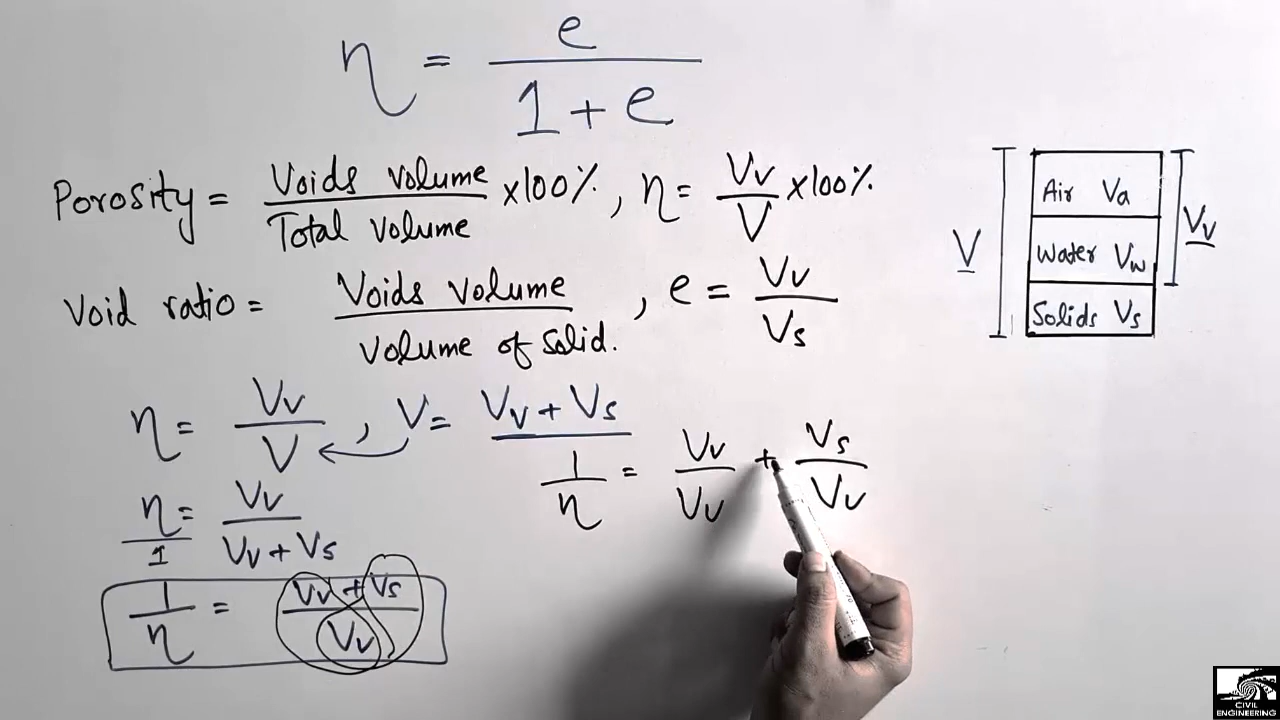 η = e / 1 + e
Porosity = Voids volume / Total volume ×100%, η = Vv / V ×100%
Void ratio = Voids volume / Volume of solid. , e = Vv / Vs
η = Vv / V , V = Vv + Vs
1 / η = Vv / Vv + Vs / Vv
η / 1 = Vv / Vv + Vs
1 / η = Vv + Vs / Vv
V
Air Va
Water Vw
Solids Vs
Vv
CIVIL
ENGINEERING